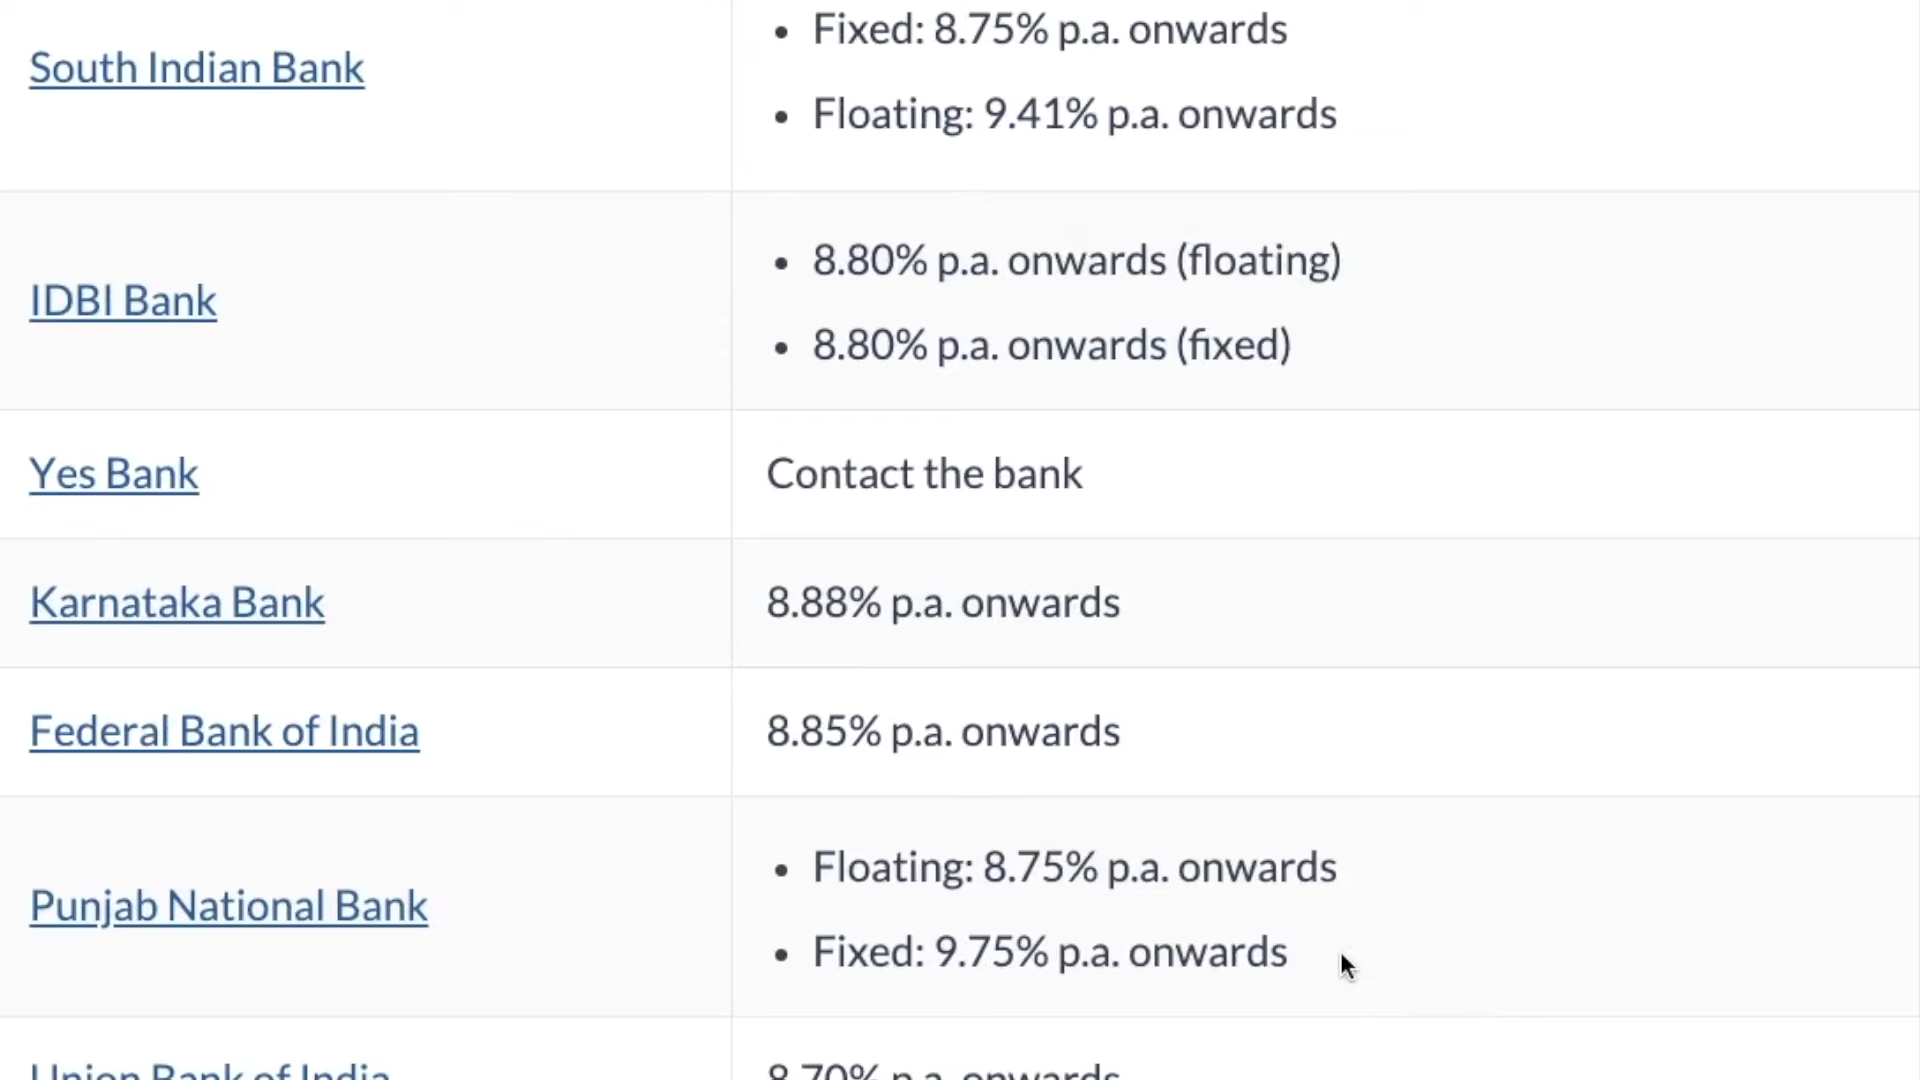 South Indian Bank
• Fixed: 8.75% p.a. onwards
• Floating: 9.41% p.a. onwards
IDBI Bank
• 8.80% p.a. onwards (floating)
• 8.80% p.a. onwards (fixed)
Yes Bank
Contact the bank
Karnataka Bank
8.88% p.a. onwards
Federal Bank of India
8.85% p.a. onwards
Punjab National Bank
• Floating: 8.75% p.a. onwards
• Fixed: 9.75% p.a. onwards
Union Bank of India
8.70% p.a. onwards